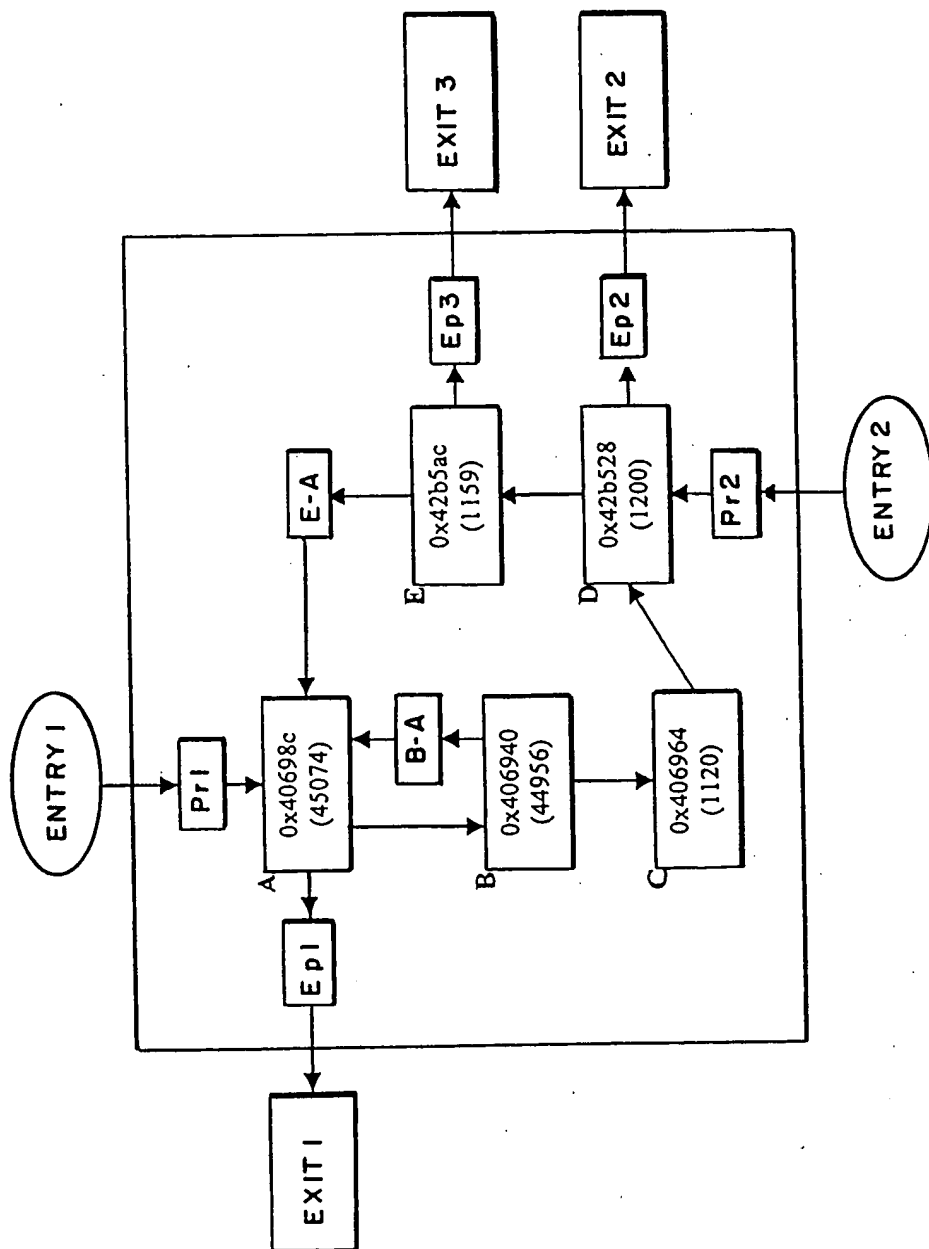 ENTRY 1
Pr1
A
0x40698c
(45074)
Ep1
EXIT 1
B-A
B
0x406940
(44956)
C
0x406964
(1120)
E-A
E
0x42b5ac
(1159)
Ep3
EXIT 3
D
0x42b528
(1200)
Ep2
EXIT 2
Pr2
ENTRY 2